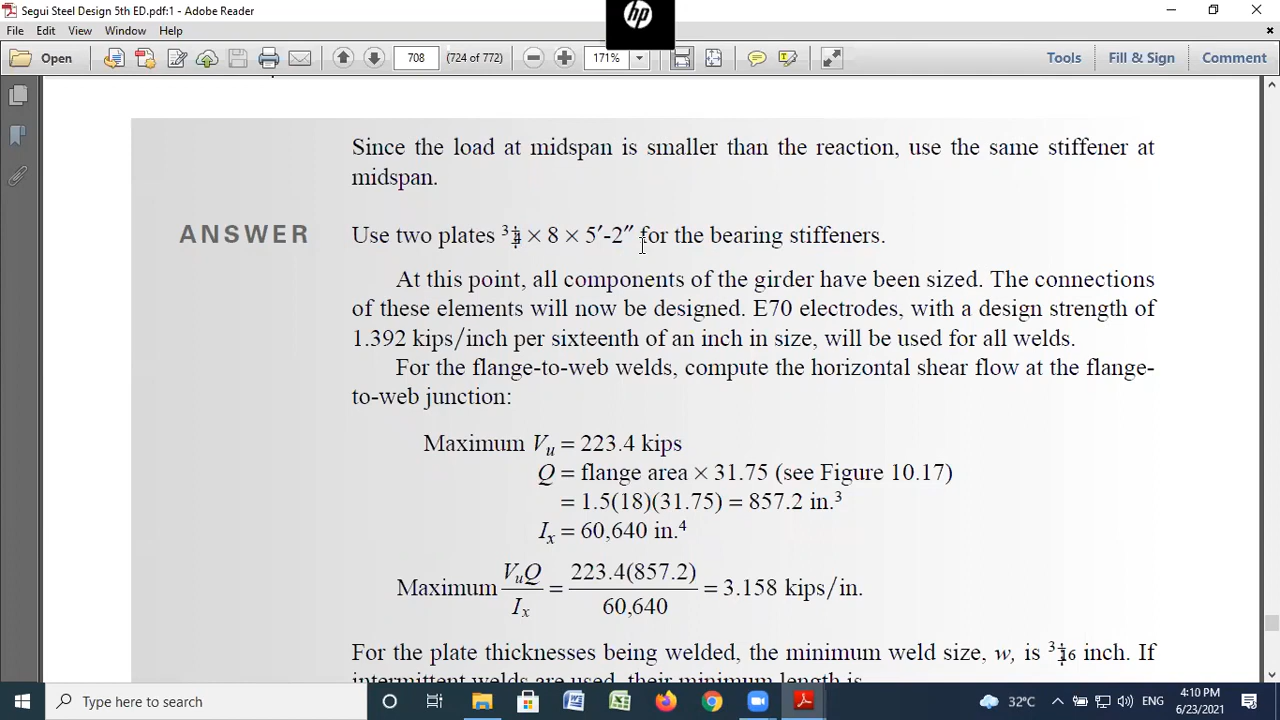 Segui Steel Design 5th ED.pdf:1 - Adobe Reader
hp
File Edit View Window Help
Open 708 (724 of 772) 171% Tools Fill & Sign Comment
Since the load at midspan is smaller than the reaction, use the same stiffener at
midspan.
ANSWER Use two plates 3/4 × 8 × 5′-2″ for the bearing stiffeners.
At this point, all components of the girder have been sized. The connections
of these elements will now be designed. E70 electrodes, with a design strength of
1.392 kips/inch per sixteenth of an inch in size, will be used for all welds.
For the flange-to-web welds, compute the horizontal shear flow at the flange-
to-web junction:
Maximum Vu = 223.4 kips
Q = flange area × 31.75 (see Figure 10.17)
= 1.5(18)(31.75) = 857.2 in.³
Ix = 60,640 in.⁴
Maximum VuQ/Ix = 223.4(857.2)/60,640 = 3.158 kips/in.
For the plate thicknesses being welded, the minimum weld size, w, is 3/16 inch. If
intermittent welds are used, their minimum length is
Type here to search
32°C
ENG
4:10 PM
6/23/2021